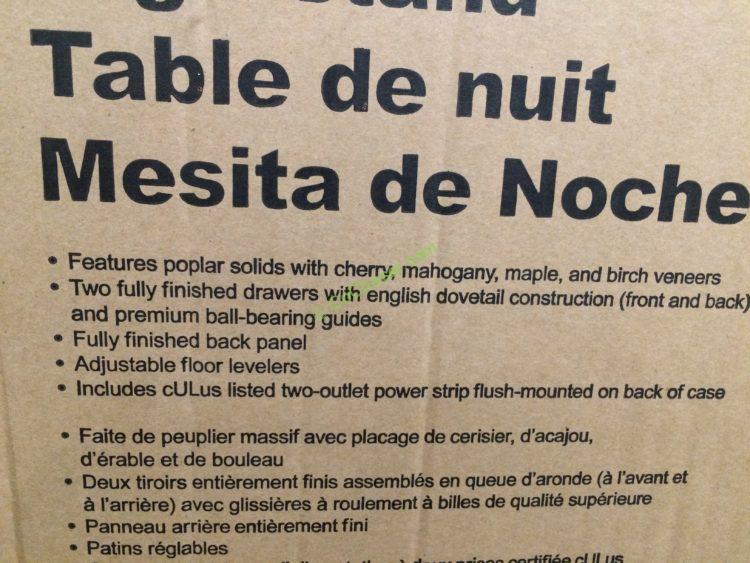 Table de nuit
Mesita de Noche
• Features poplar solids with cherry, mahogany, maple, and birch veneers
• Two fully finished drawers with english dovetail construction (front and back)
and premium ball-bearing guides
• Fully finished back panel
• Adjustable floor levelers
• Includes cULus listed two-outlet power strip flush-mounted on back of case
• Faite de peuplier massif avec placage de cerisier, d'acajou,
d'érable et de bouleau
• Deux tiroirs entièrement finis assemblés en queue d'aronde (à l'avant et
à l'arrière) avec glissières à roulement à billes de qualité supérieure
• Panneau arrière entièrement fini
• Patins réglables
prises certifiée cULus